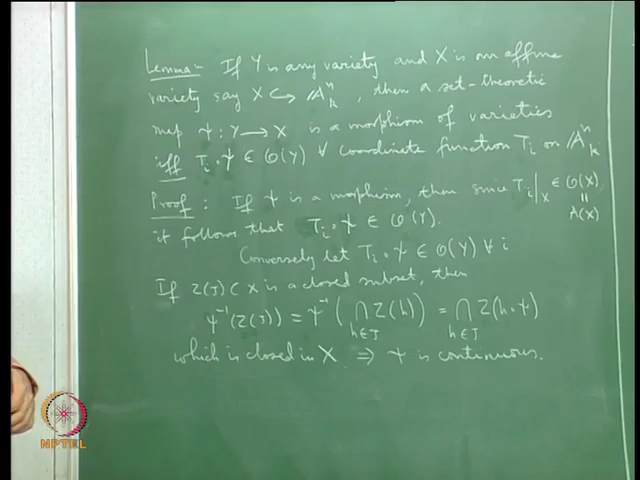 Lemma :- If Y is any variety and X is an affine
variety say X ↪ 𝔸ⁿₖ, then a set-theoretic
map ψ : Y → X is a morphism of varieties
iff Tᵢ∘ψ ∈ O(Y) ∀ coordinate function Tᵢ on 𝔸ⁿₖ
Proof : If ψ is a morphism, then since Tᵢ|_X ∈ O(X)
=
A(X)
it follows that Tᵢ∘ψ ∈ O(Y).
Conversely let Tᵢ∘ψ ∈ O(Y) ∀ i
If Z(J) ⊂ X is a closed subset, then
ψ⁻¹(Z(J)) = ψ⁻¹(⋂_{h∈J} Z(h)) = ⋂_{h∈J} Z(h∘ψ)
which is closed in X ⇒ ψ is continuous.
NPTEL